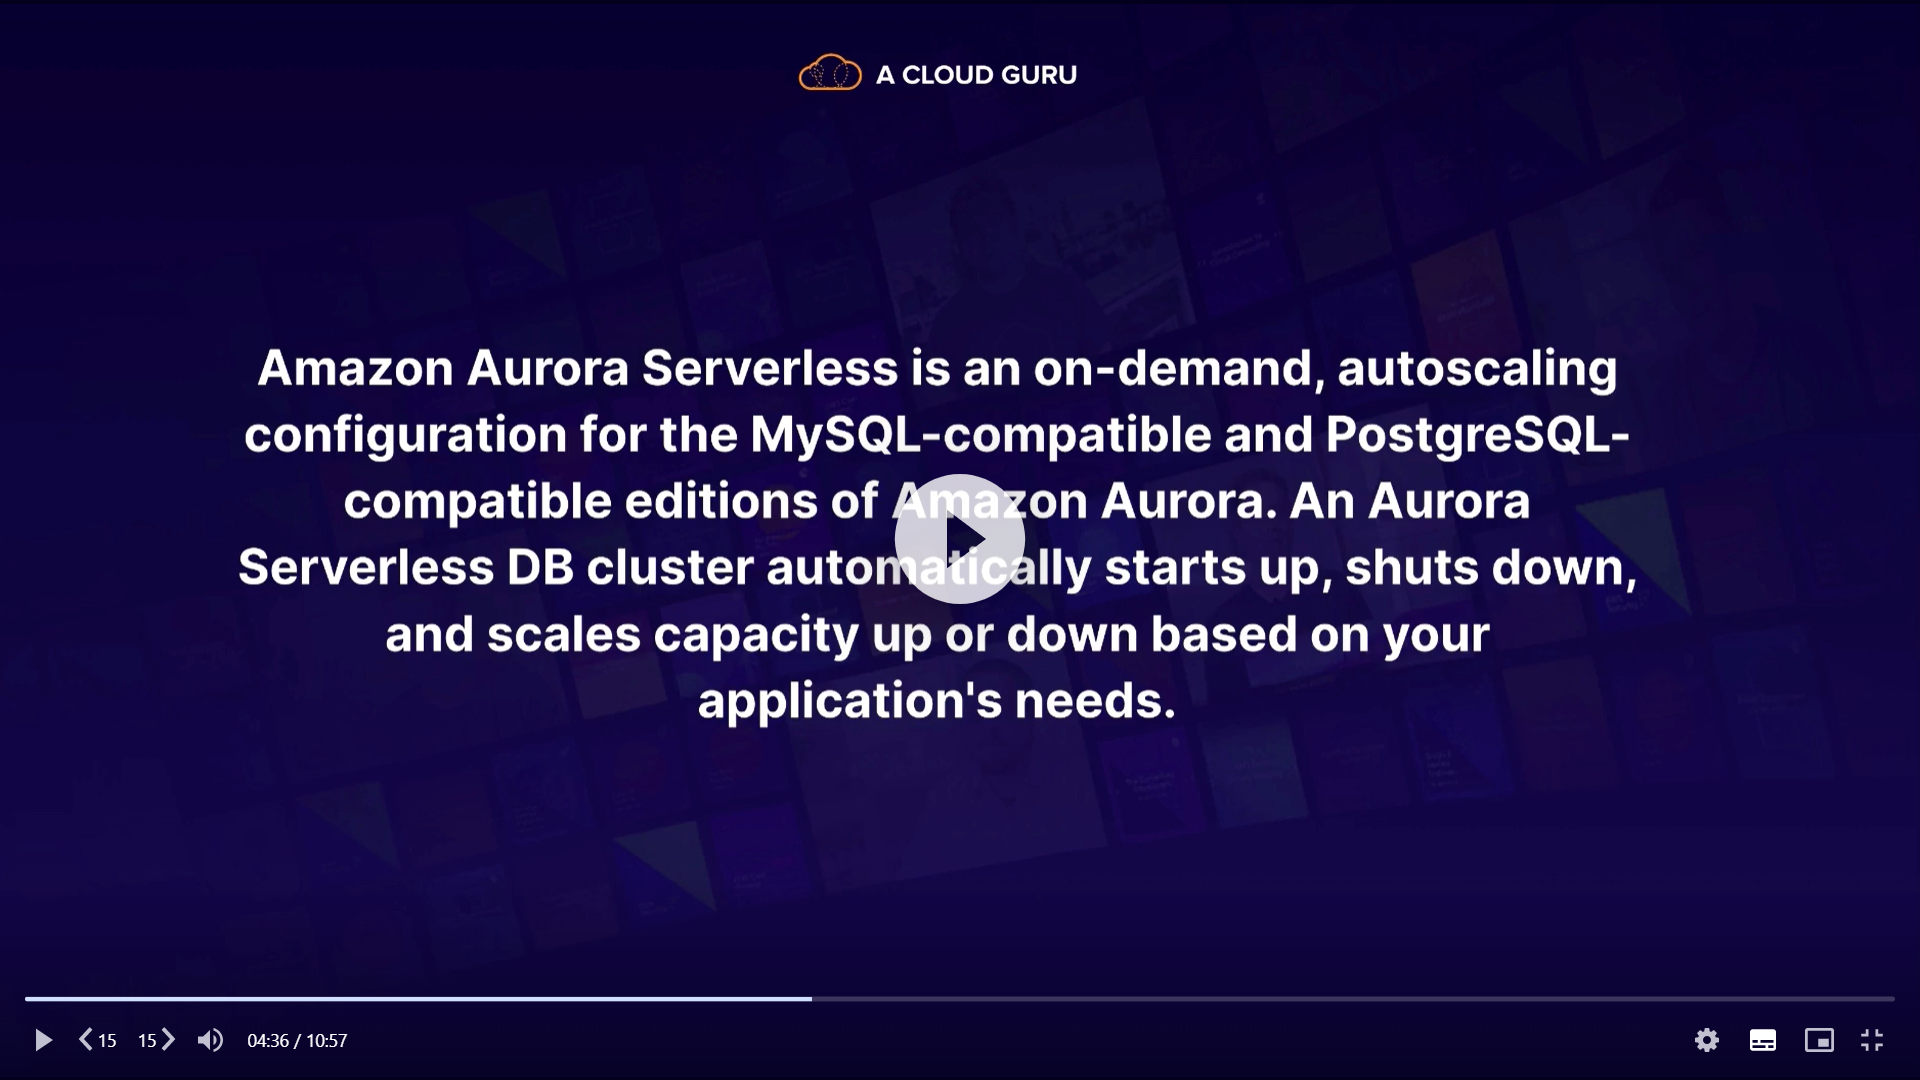 A CLOUD GURU
Amazon Aurora Serverless is an on-demand, autoscaling
configuration for the MySQL-compatible and PostgreSQL-
compatible editions of Amazon Aurora. An Aurora
Serverless DB cluster automatically starts up, shuts down,
and scales capacity up or down based on your
application's needs.
15 15 04:36 / 10:57